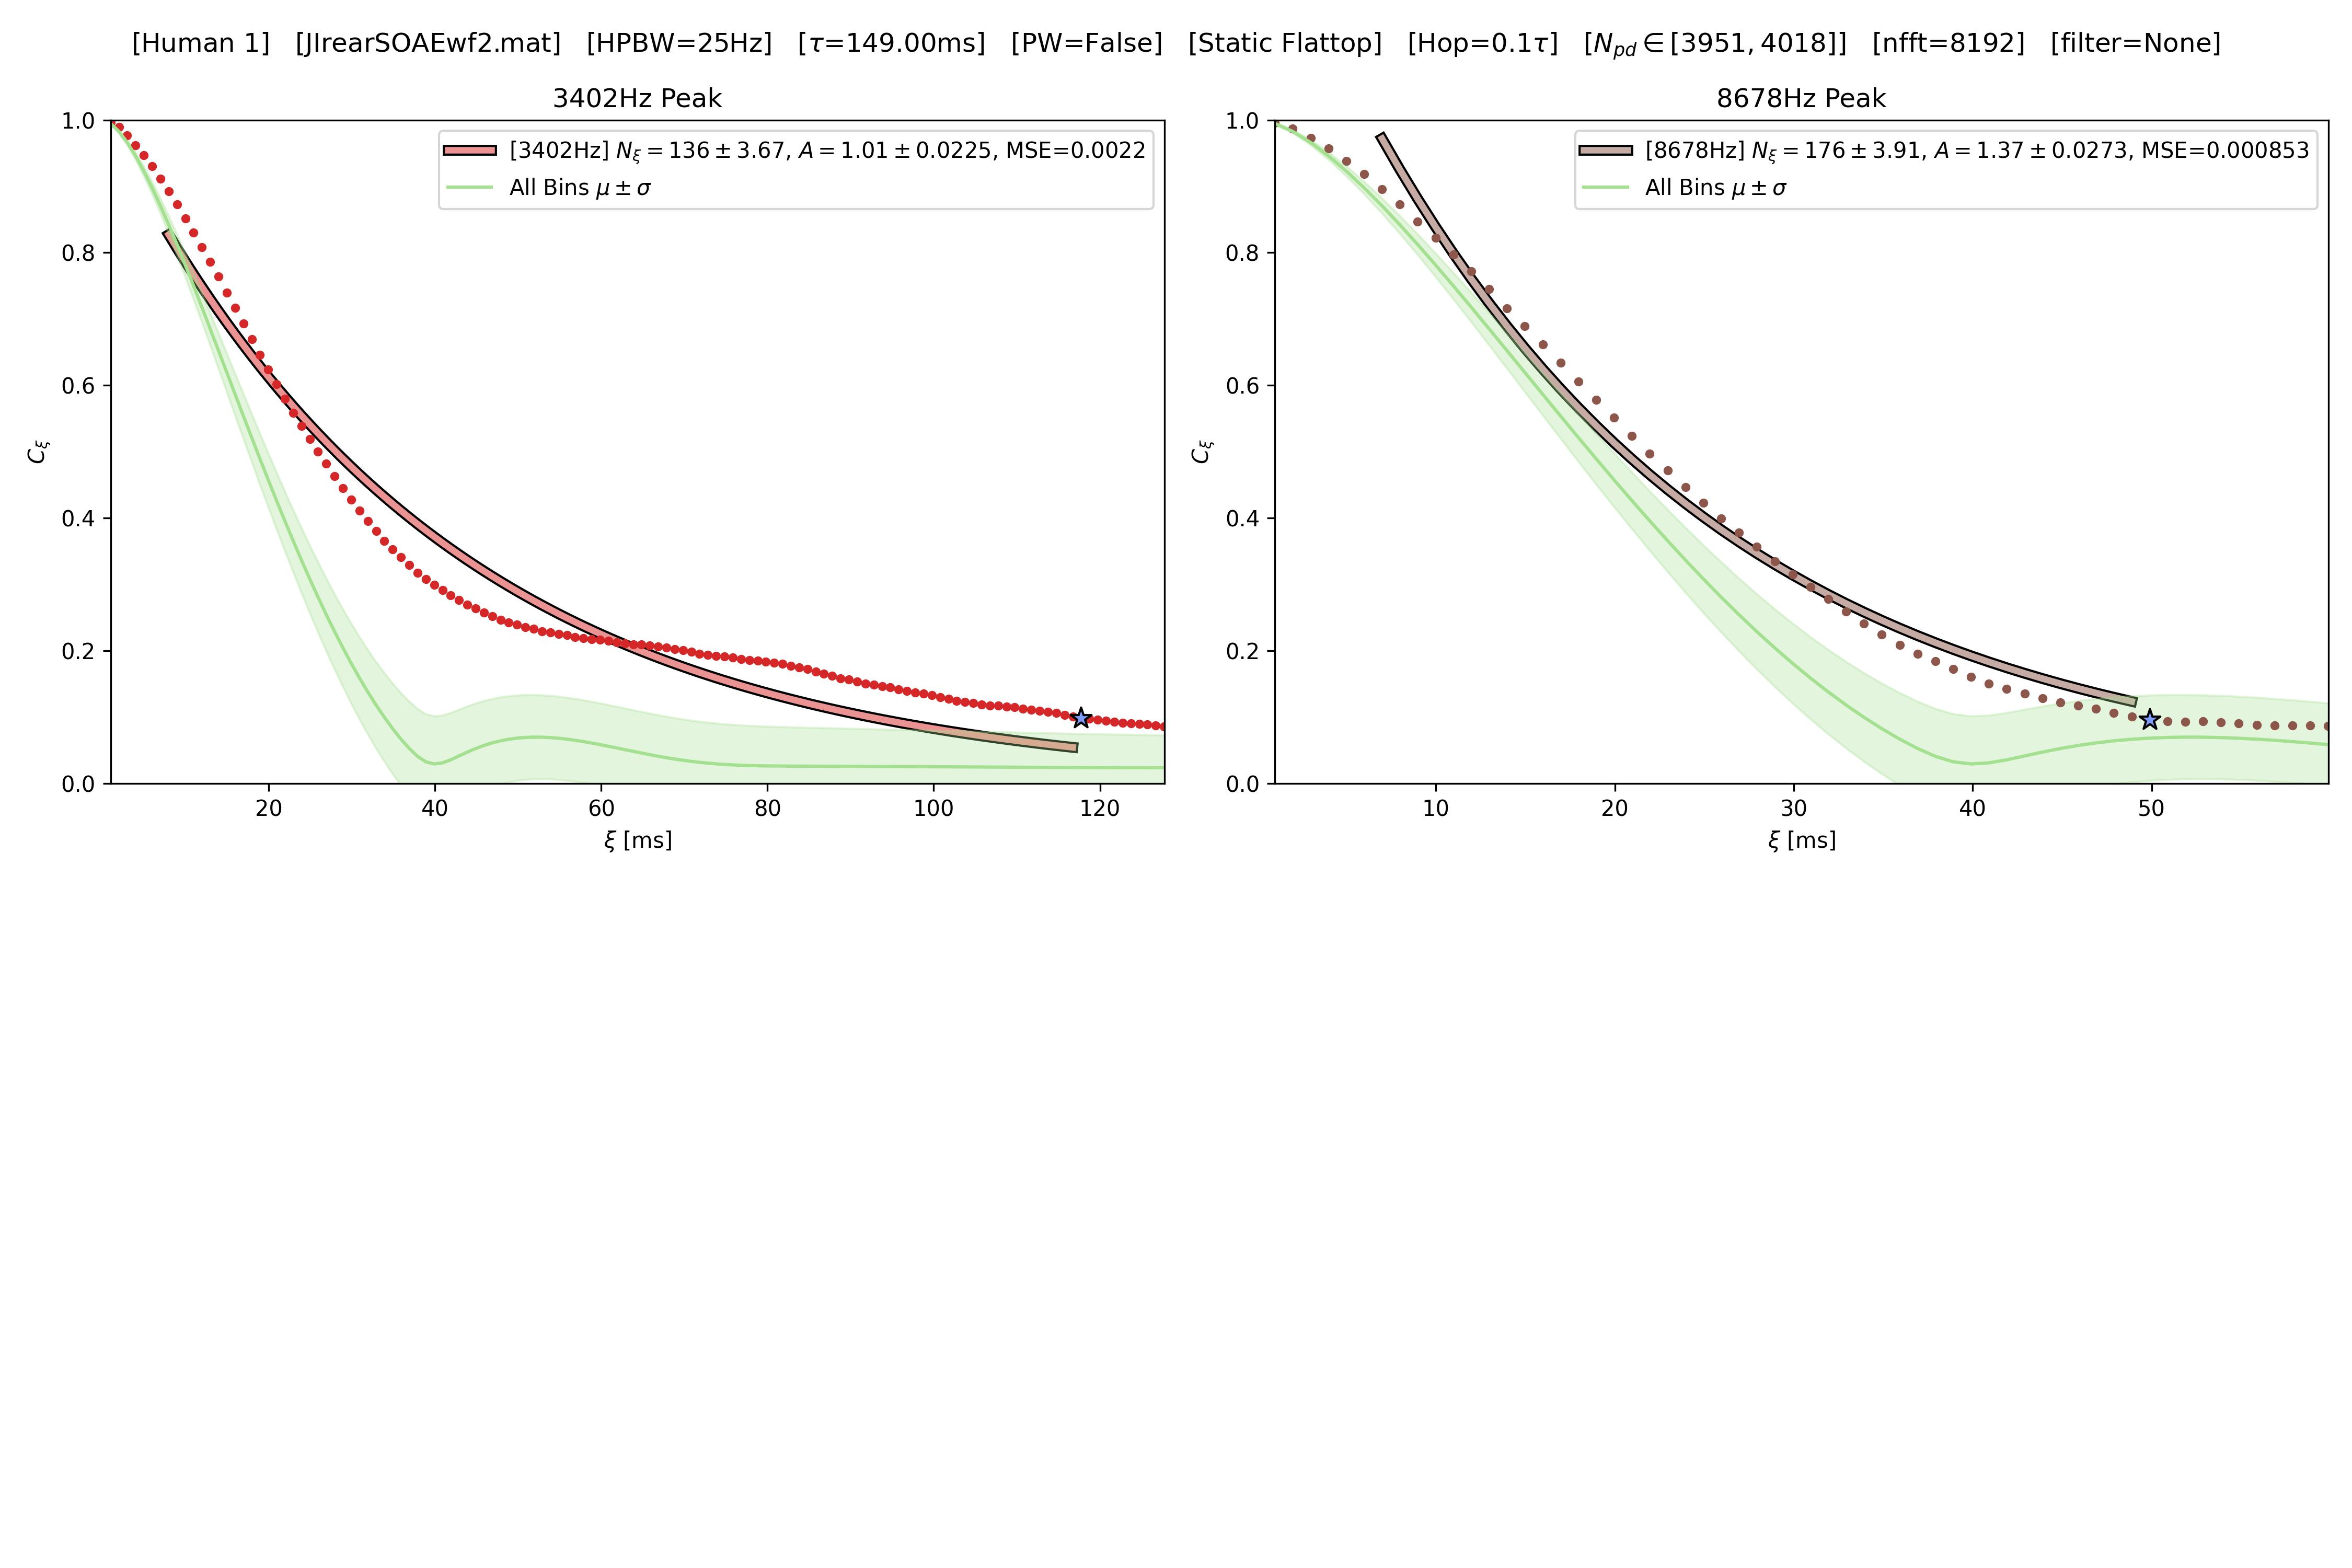 [Human 1] [JIrearSOAEwf2.mat] [HPBW=25Hz] [τ=149.00ms] [PW=False] [Static Flattop] [Hop=0.1τ] [N_pd ∈ [3951, 4018]] [nfft=8192] [filter=None]
3402Hz Peak
[3402Hz] N_ξ = 136 ± 3.67, A = 1.01 ± 0.0225, MSE=0.0022
All Bins μ ± σ
C_ξ
1.0
0.8
0.6
0.4
0.2
0.0
20 40 60 80 100 120
ξ [ms]
8678Hz Peak
[8678Hz] N_ξ = 176 ± 3.91, A = 1.37 ± 0.0273, MSE=0.000853
All Bins μ ± σ
C_ξ
1.0
0.8
0.6
0.4
0.2
0.0
10 20 30 40 50
ξ [ms]